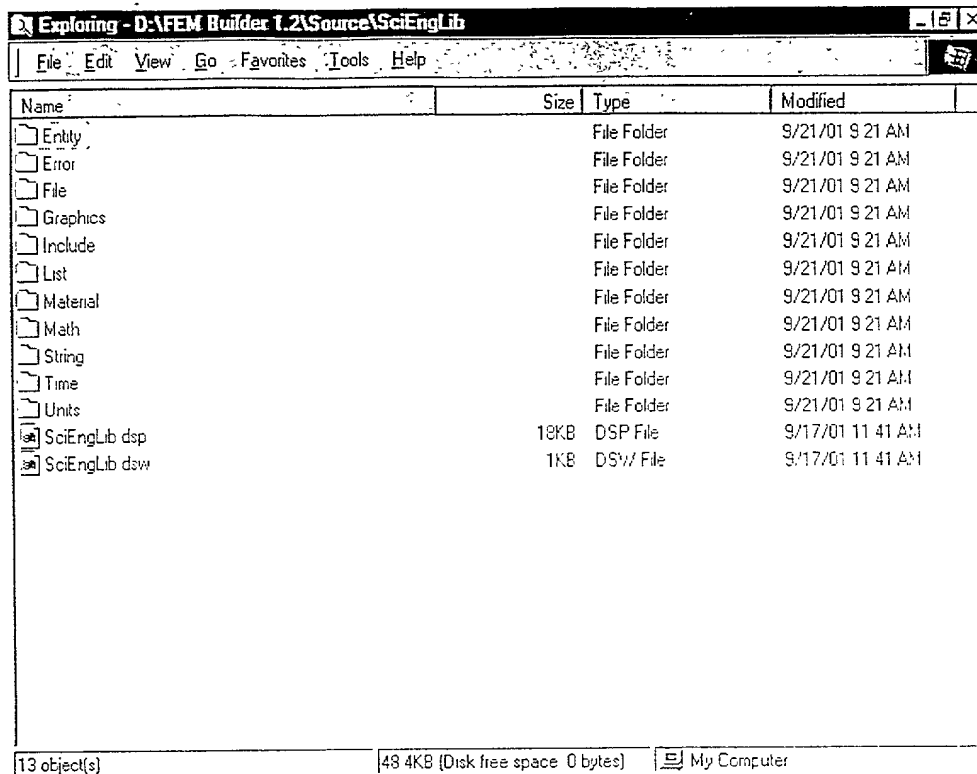 Exploring - D:\FEM Builder 1.2\Source\SciEngLib
File Edit View Go Favorites Tools Help
Name Size Type Modified
Entity File Folder 9/21/01 9 21 AM
Error File Folder 9/21/01 9 21 AM
File File Folder 9/21/01 9 21 AM
Graphics File Folder 9/21/01 9 21 AM
Include File Folder 9/21/01 9 21 AM
List File Folder 9/21/01 9 21 AM
Material File Folder 9/21/01 9 21 AM
Math File Folder 9/21/01 9 21 AM
String File Folder 9/21/01 9 21 AM
Time File Folder 9/21/01 9 21 AM
Units File Folder 9/21/01 9 21 AM
SciEngLib dsp 18KB DSP File 9/17/01 11 41 AM
SciEngLib dsw 1KB DSW File 9/17/01 11 41 AM
13 object(s) 48 4KB (Disk free space 0 bytes) My Computer